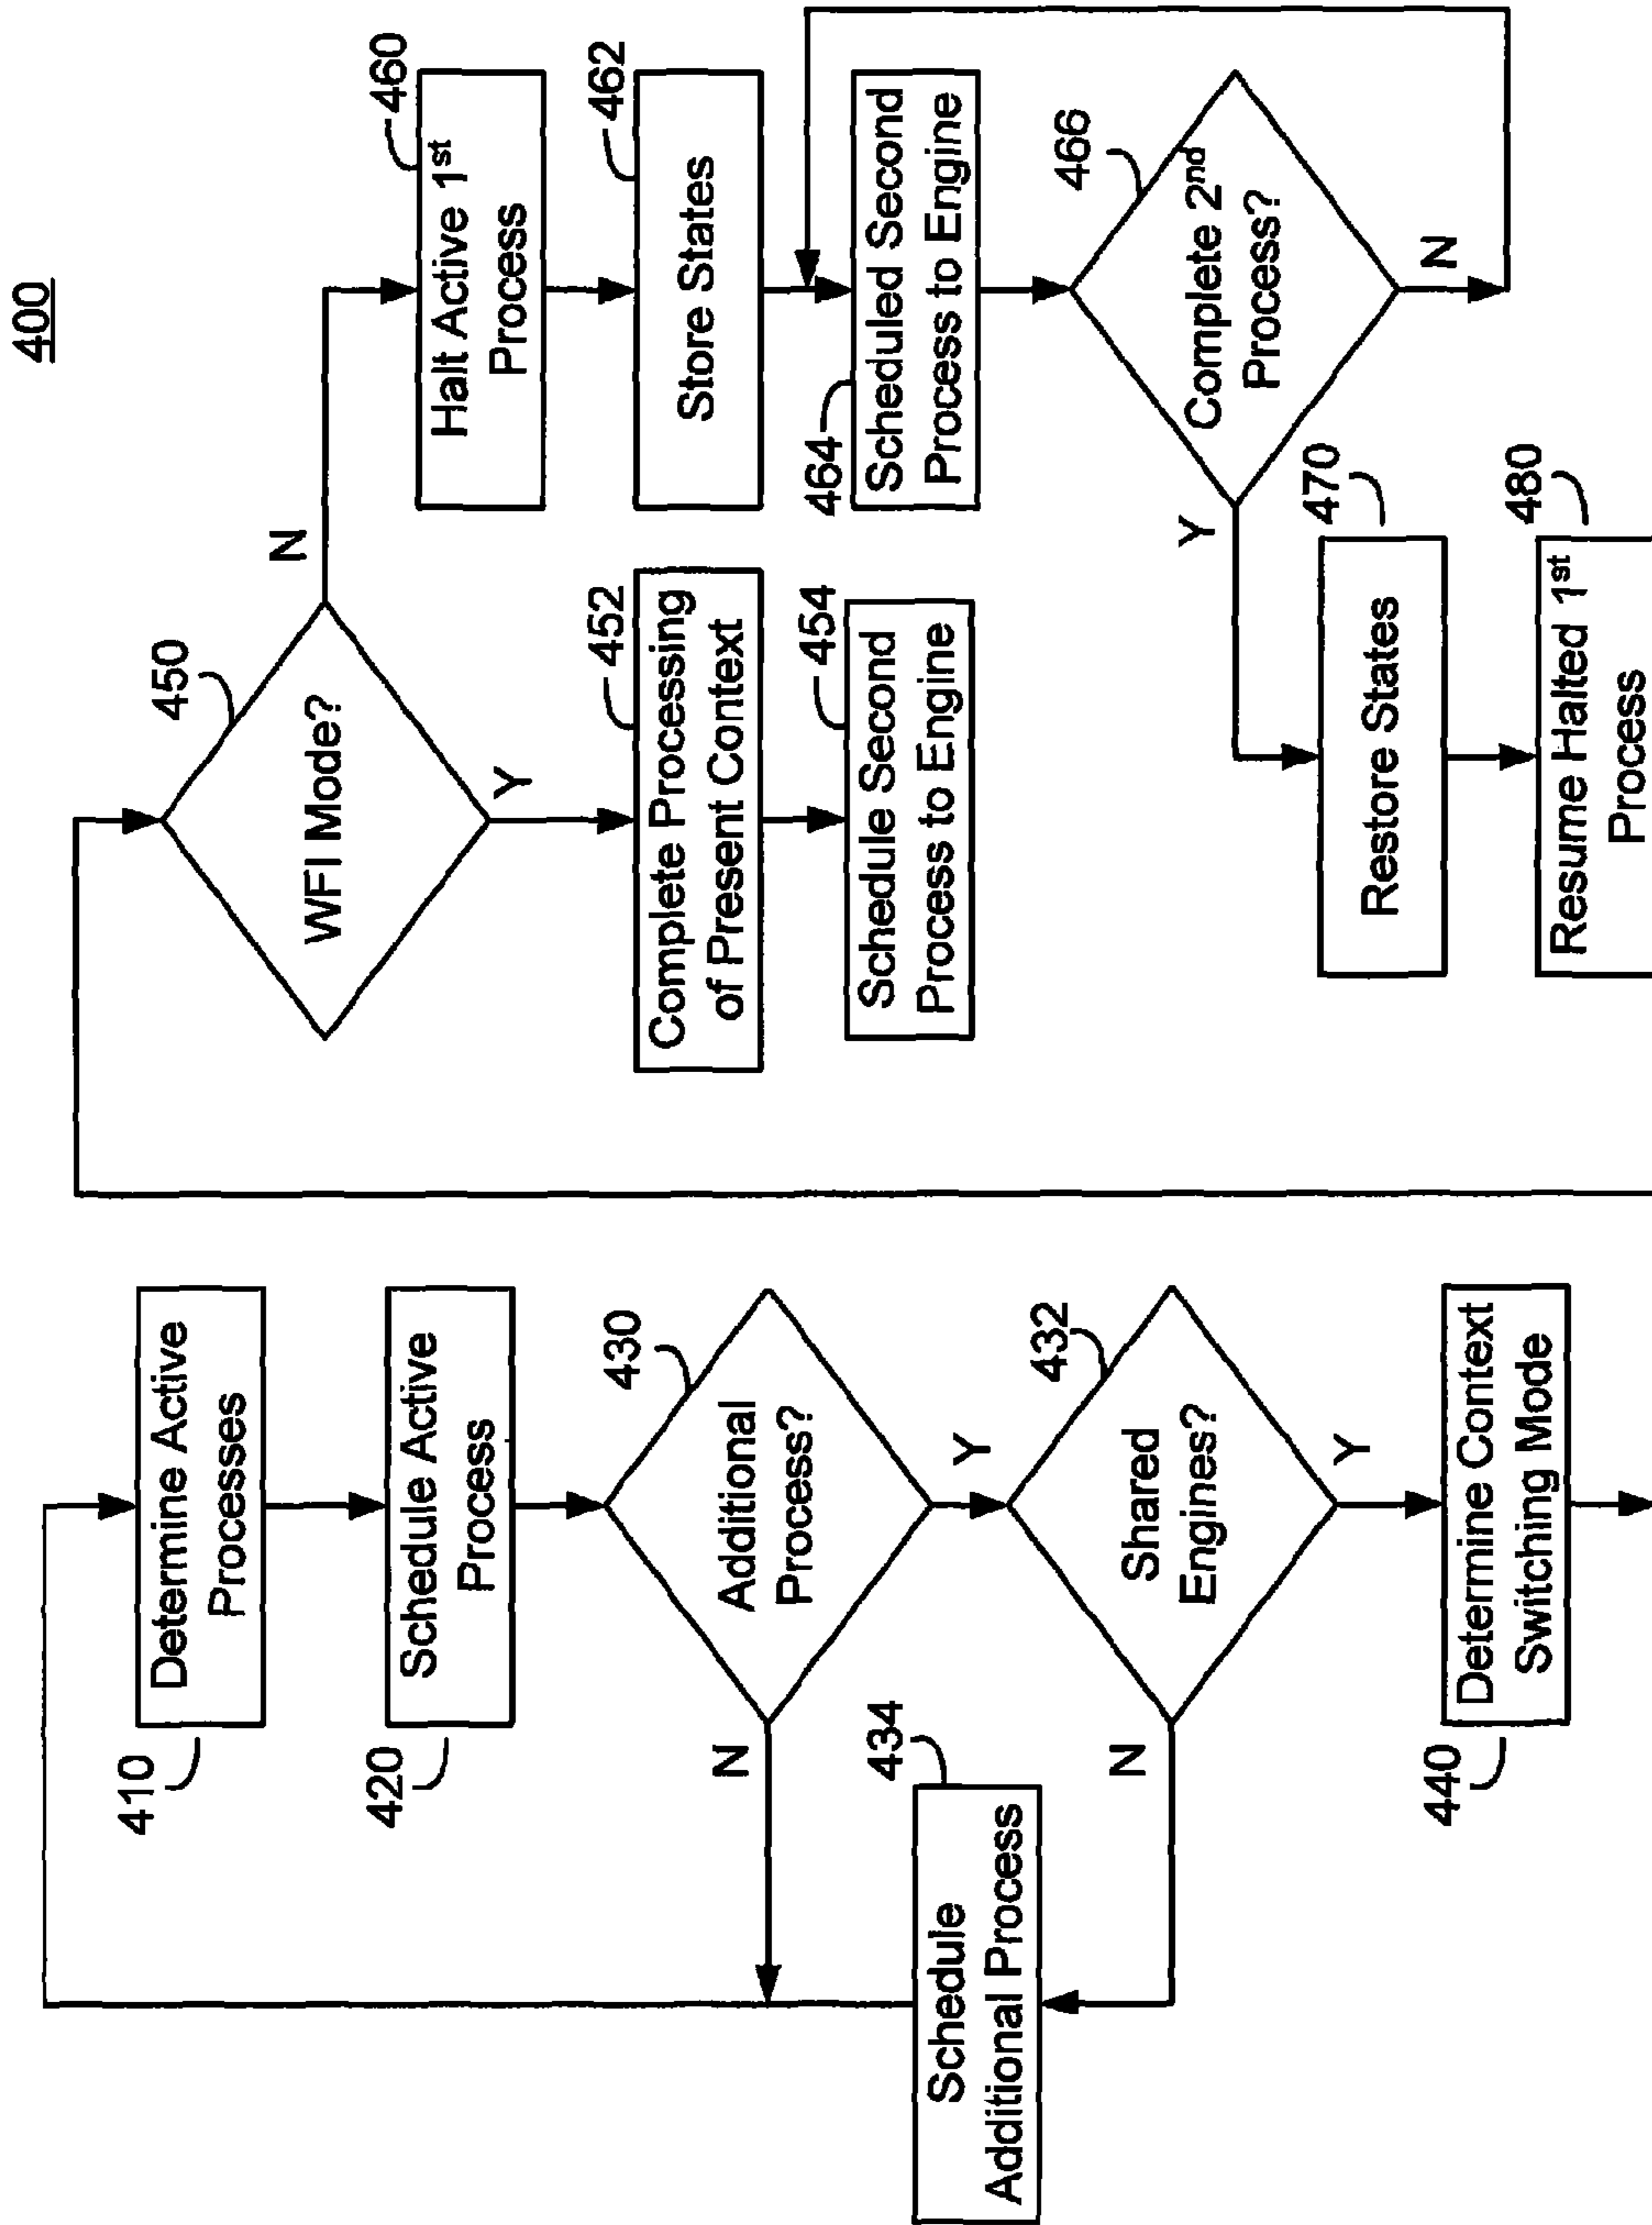 400
410
Determine Active
Processes
420
Schedule Active
Process
430
Additional
Process?
N
Y
432
Shared
Engines?
N
Y
434
Schedule
Additional Process
440
Determine Context
Switching Mode
450
WFI Mode?
N
Y
452
Complete Processing
of Present Context
454
Schedule Second
Process to Engine
460
Halt Active 1st
Process
462
Store States
464
Scheduled Second
Process to Engine
466
Complete 2nd
Process?
Y
N
470
Restore States
480
Resume Halted 1st
Process